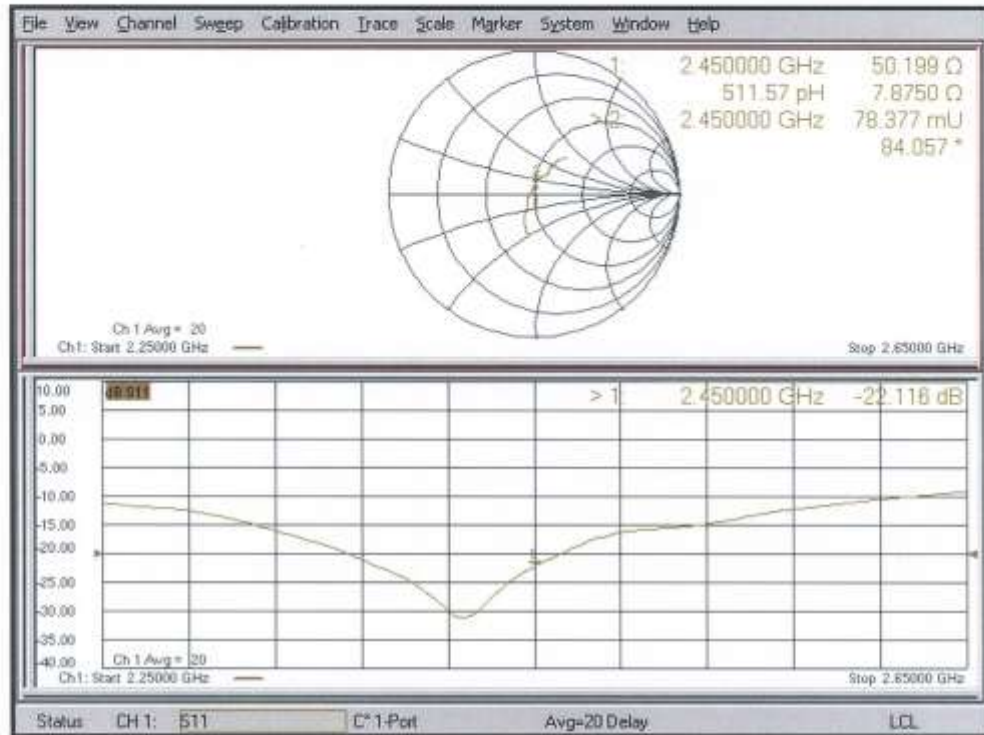 File View Channel Sweep Calibration Trace Scale Marker System Window Help
1: 2.450000 GHz 50.199 Ω
511.57 pH 7.8750 Ω
> 2: 2.450000 GHz 78.377 mU
84.057 °
Ch 1 Avg = 20
Ch1: Start 2.25000 GHz Stop 2.65000 GHz
10.00 dB S11 > 1: 2.450000 GHz -22.116 dB
5.00
0.00
-5.00
-10.00
-15.00
-20.00
-25.00
-30.00
-35.00
-40.00 Ch 1 Avg = 20
Ch1: Start 2.25000 GHz Stop 2.65000 GHz
Status CH 1: S11 C* 1-Port Avg=20 Delay LCL